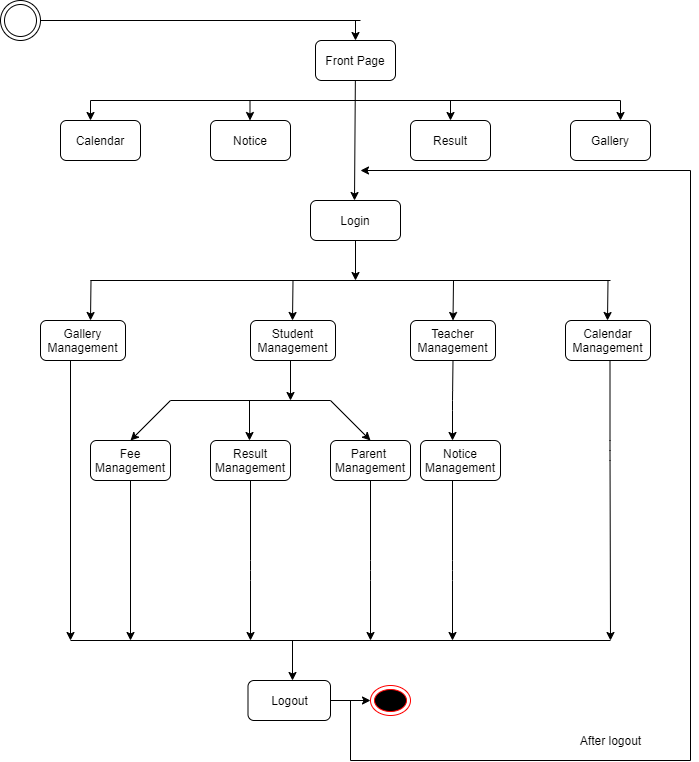 Front Page
Calendar
Notice
Result
Gallery
Login
Gallery
Management
Student
Management
Teacher
Management
Calendar
Management
Fee
Management
Result
Management
Parent
Management
Notice
Management
Logout
After logout